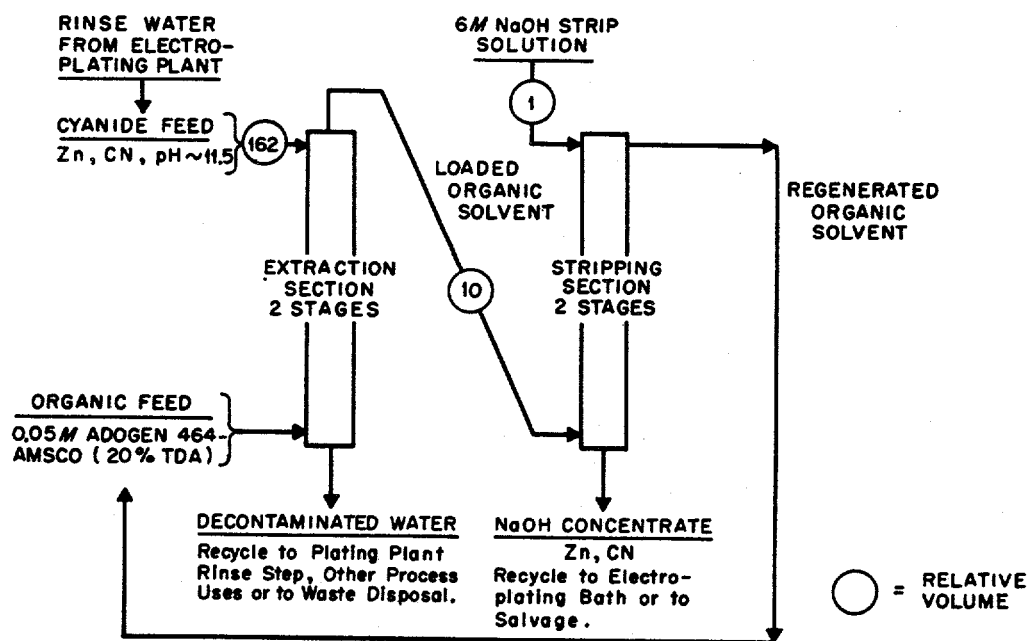 RINSE WATER
FROM ELECTRO-
PLATING PLANT
CYANIDE FEED
Zn, CN, pH~11.5
162
6M NaOH STRIP
SOLUTION
1
LOADED
ORGANIC
SOLVENT
10
REGENERATED
ORGANIC
SOLVENT
EXTRACTION
SECTION
2 STAGES
STRIPPING
SECTION
2 STAGES
ORGANIC FEED
0.05M ADOGEN 464-
AMSCO (20% TDA)
DECONTAMINATED WATER
Recycle to Plating Plant
Rinse Step, Other Process
Uses or to Waste Disposal.
NaOH CONCENTRATE
Zn, CN
Recycle to Electro-
plating Bath or to
Salvage.
= RELATIVE
VOLUME